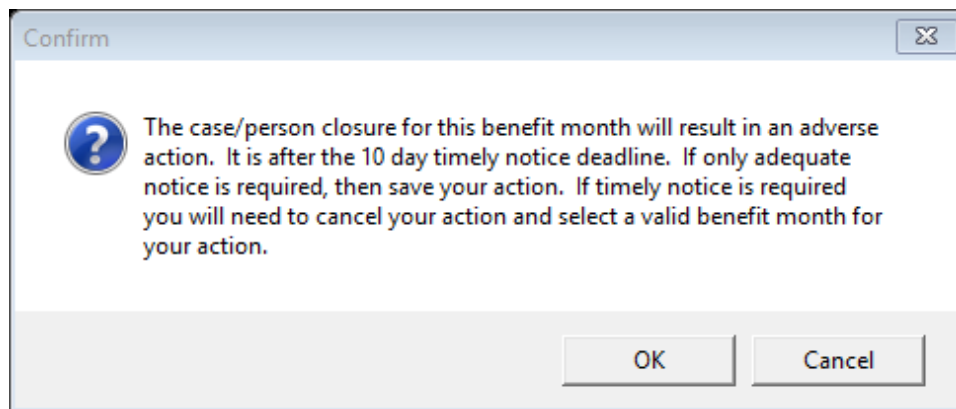 Confirm
The case/person closure for this benefit month will result in an adverse
action.  It is after the 10 day timely notice deadline.  If only adequate
notice is required, then save your action.  If timely notice is required
you will need to cancel your action and select a valid benefit month for
your action.
OK
Cancel